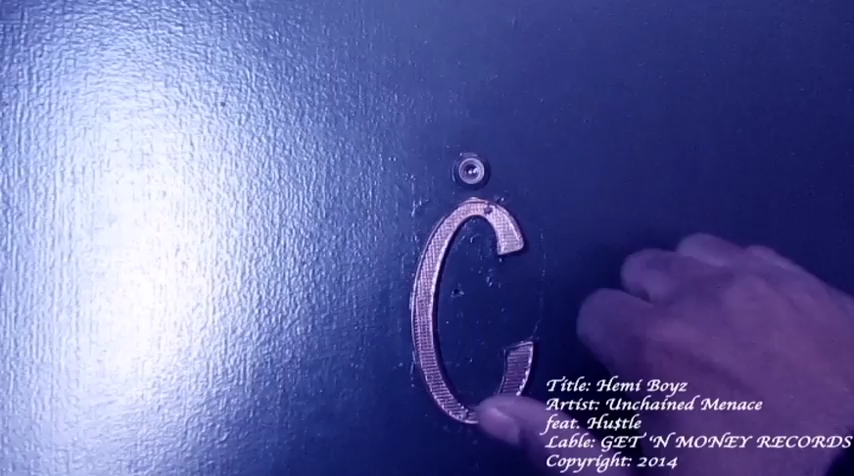 C
Title: Hemi Boyz
Artist: Unchained Menace
feat. Hu$tle
Lable: GET 'N MONEY RECORDS
Copyright: 2014